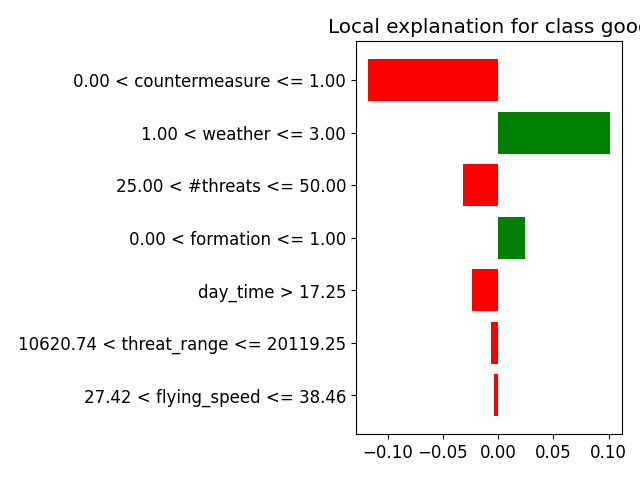 Local explanation for class good
0.00 < countermeasure <= 1.00
1.00 < weather <= 3.00
25.00 < #threats <= 50.00
0.00 < formation <= 1.00
day_time > 17.25
10620.74 < threat_range <= 20119.25
27.42 < flying_speed <= 38.46
−0.10 −0.05 0.00 0.05 0.10